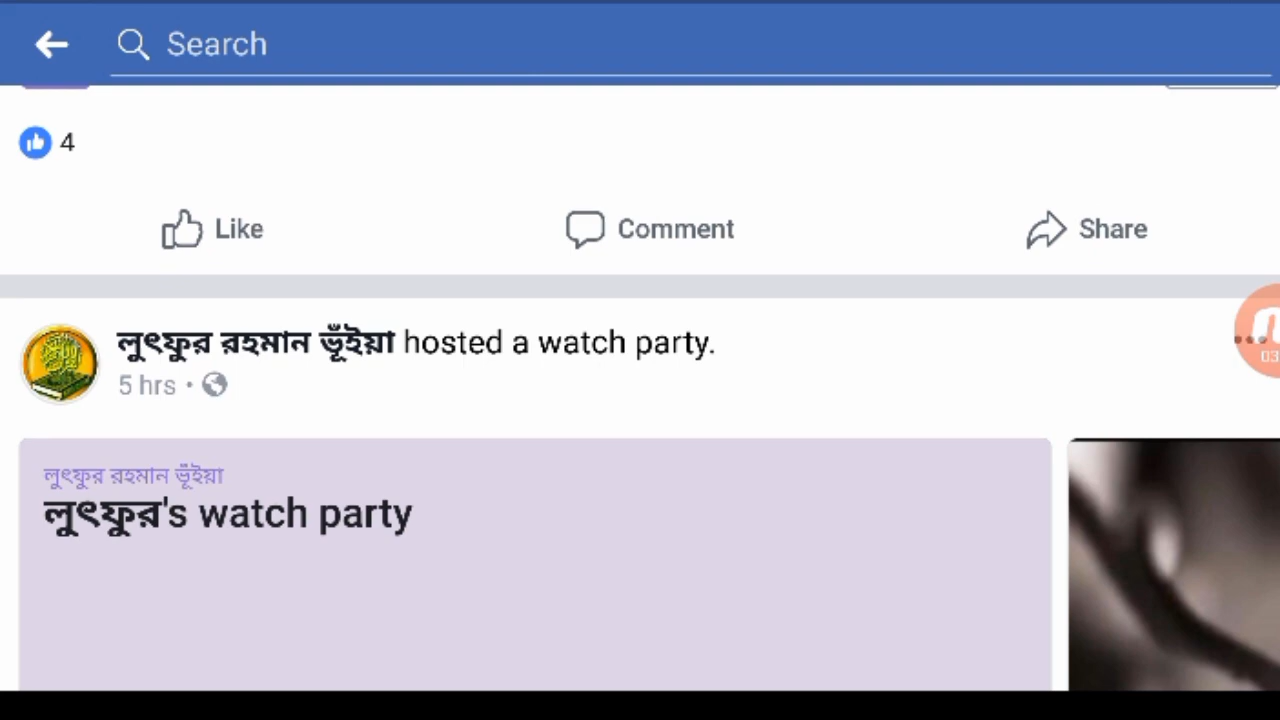 Search
4
Like
Comment
Share
লুৎফুর রহমান ভূঁইয়া hosted a watch party.
5 hrs •
03
লুৎফুর রহমান ভূঁইয়া
লুৎফুর's watch party